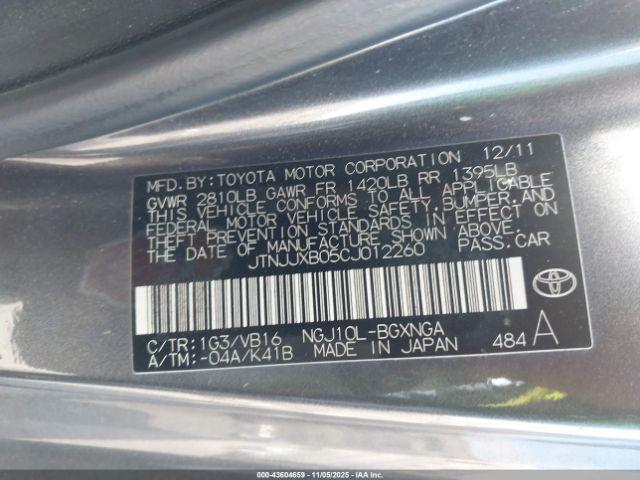 MFD. BY: TOYOTA MOTOR CORPORATION 12/11
GVWR 2810LB GAWR FR 1420LB RR 1395LB
THIS VEHICLE CONFORMS TO ALL APPLICABLE
FEDERAL MOTOR VEHICLE SAFETY, BUMPER, AND
THEFT PREVENTION STANDARDS IN EFFECT ON
THE DATE OF MANUFACTURE SHOWN ABOVE.
JTNJJXB05CJ012260 PASS. CAR
C/TR: 1G3/VB16 NGJ10L-BGXNGA
A/TM: -04A/K41B MADE IN JAPAN 484 A
TOYOTA
000-43604659 - 11/05/2025 - IAAI.COM